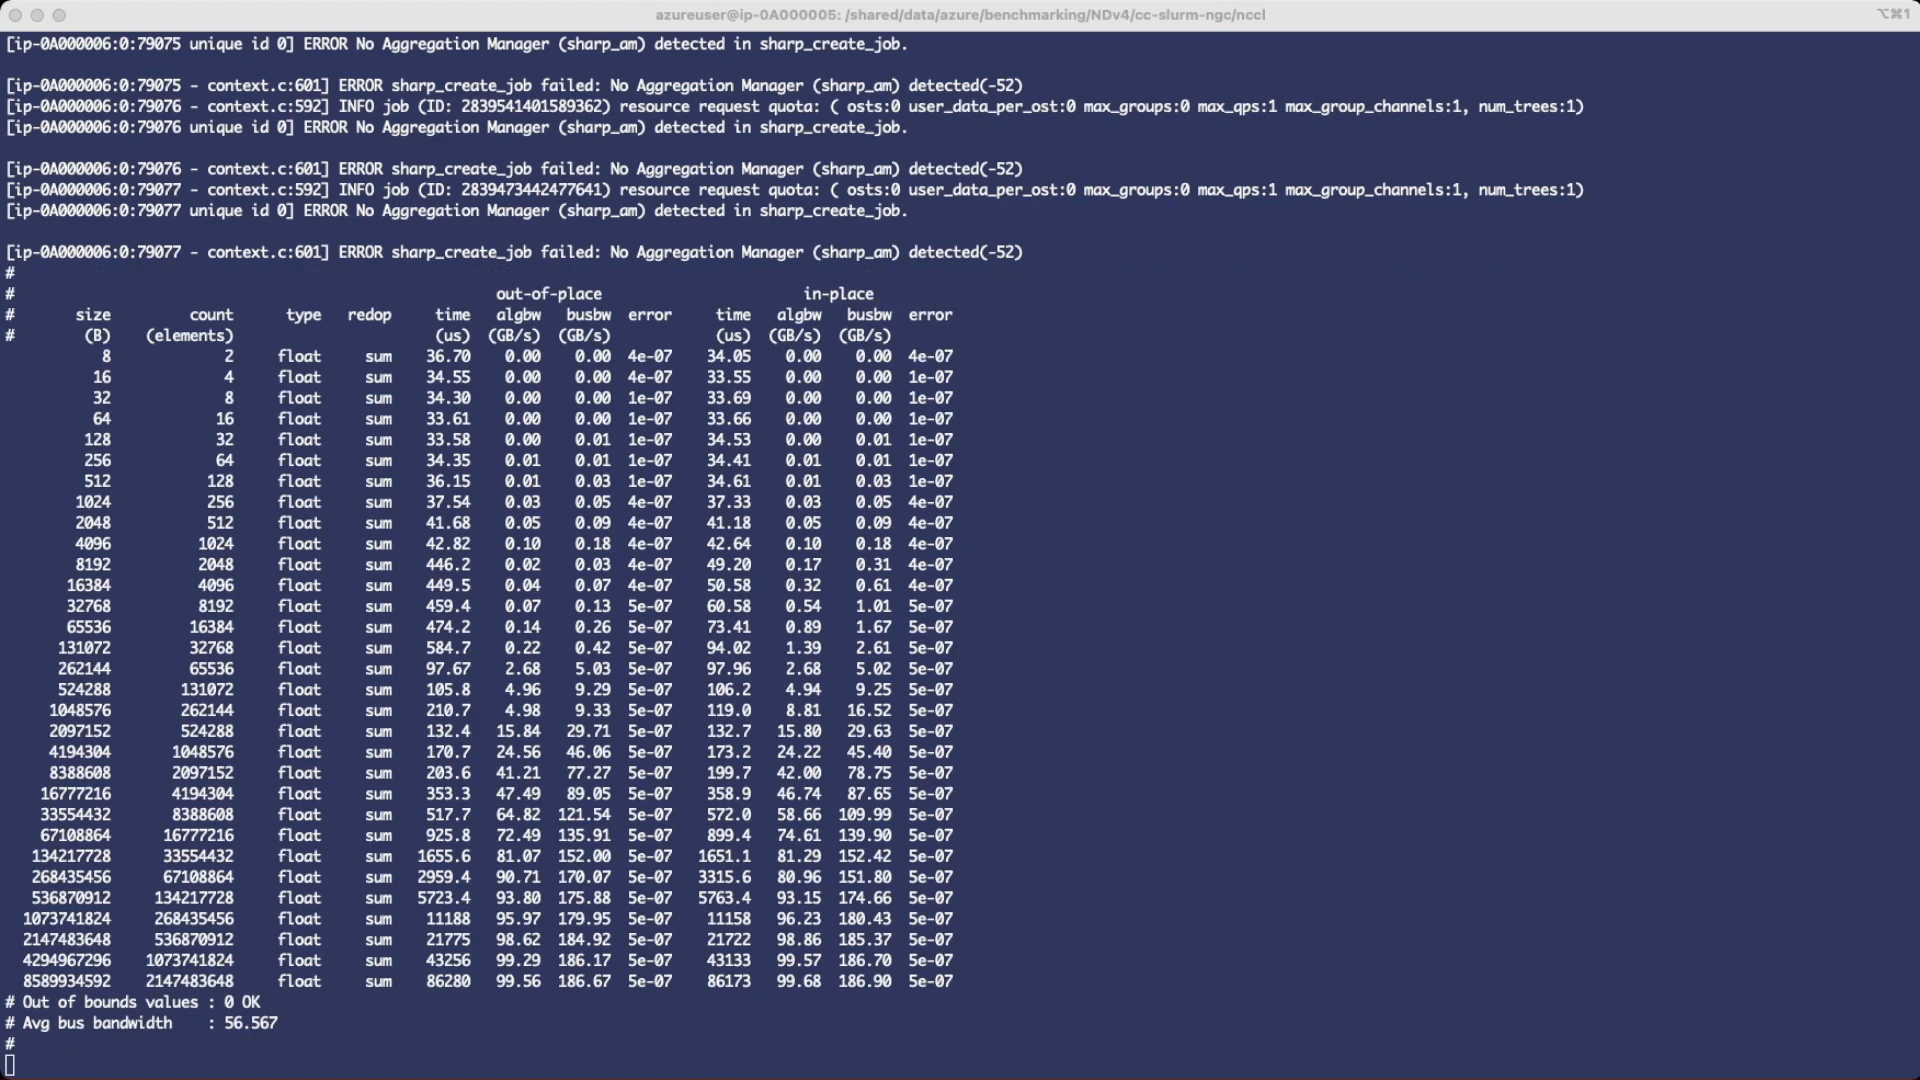 azureuser@ip-0A000005: /shared/data/azure/benchmarking/NDv4/cc-slurm-ngc/nccl ⌥⌘1
[ip-0A000006:0:79075 unique id 0] ERROR No Aggregation Manager (sharp_am) detected in sharp_create_job.
[ip-0A000006:0:79075 - context.c:601] ERROR sharp_create_job failed: No Aggregation Manager (sharp_am) detected(-52)
[ip-0A000006:0:79076 - context.c:592] INFO job (ID: 2839541401589362) resource request quota: ( osts:0 user_data_per_ost:0 max_groups:0 max_qps:1 max_group_channels:1, num_trees:1)
[ip-0A000006:0:79076 unique id 0] ERROR No Aggregation Manager (sharp_am) detected in sharp_create_job.
[ip-0A000006:0:79076 - context.c:601] ERROR sharp_create_job failed: No Aggregation Manager (sharp_am) detected(-52)
[ip-0A000006:0:79077 - context.c:592] INFO job (ID: 2839473442477641) resource request quota: ( osts:0 user_data_per_ost:0 max_groups:0 max_qps:1 max_group_channels:1, num_trees:1)
[ip-0A000006:0:79077 unique id 0] ERROR No Aggregation Manager (sharp_am) detected in sharp_create_job.
[ip-0A000006:0:79077 - context.c:601] ERROR sharp_create_job failed: No Aggregation Manager (sharp_am) detected(-52)
#
# out-of-place in-place
# size count type redop time algbw busbw error time algbw busbw error
# (B) (elements) (us) (GB/s) (GB/s) (us) (GB/s) (GB/s)
8 2 float sum 36.70 0.00 0.00 4e-07 34.05 0.00 0.00 4e-07
16 4 float sum 34.55 0.00 0.00 4e-07 33.55 0.00 0.00 1e-07
32 8 float sum 34.30 0.00 0.00 1e-07 33.69 0.00 0.00 1e-07
64 16 float sum 33.61 0.00 0.00 1e-07 33.66 0.00 0.00 1e-07
128 32 float sum 33.58 0.00 0.01 1e-07 34.53 0.00 0.01 1e-07
256 64 float sum 34.35 0.01 0.01 1e-07 34.41 0.01 0.01 1e-07
512 128 float sum 36.15 0.01 0.03 1e-07 34.61 0.01 0.03 1e-07
1024 256 float sum 37.54 0.03 0.05 4e-07 37.33 0.03 0.05 4e-07
2048 512 float sum 41.68 0.05 0.09 4e-07 41.18 0.05 0.09 4e-07
4096 1024 float sum 42.82 0.10 0.18 4e-07 42.64 0.10 0.18 4e-07
8192 2048 float sum 446.2 0.02 0.03 4e-07 49.20 0.17 0.31 4e-07
16384 4096 float sum 449.5 0.04 0.07 4e-07 50.58 0.32 0.61 4e-07
32768 8192 float sum 459.4 0.07 0.13 5e-07 60.58 0.54 1.01 5e-07
65536 16384 float sum 474.2 0.14 0.26 5e-07 73.41 0.89 1.67 5e-07
131072 32768 float sum 584.7 0.22 0.42 5e-07 94.02 1.39 2.61 5e-07
262144 65536 float sum 97.67 2.68 5.03 5e-07 97.96 2.68 5.02 5e-07
524288 131072 float sum 105.8 4.96 9.29 5e-07 106.2 4.94 9.25 5e-07
1048576 262144 float sum 210.7 4.98 9.33 5e-07 119.0 8.81 16.52 5e-07
2097152 524288 float sum 132.4 15.84 29.71 5e-07 132.7 15.80 29.63 5e-07
4194304 1048576 float sum 170.7 24.56 46.06 5e-07 173.2 24.22 45.40 5e-07
8388608 2097152 float sum 203.6 41.21 77.27 5e-07 199.7 42.00 78.75 5e-07
16777216 4194304 float sum 353.3 47.49 89.05 5e-07 358.9 46.74 87.65 5e-07
33554432 8388608 float sum 517.7 64.82 121.54 5e-07 572.0 58.66 109.99 5e-07
67108864 16777216 float sum 925.8 72.49 135.91 5e-07 899.4 74.61 139.90 5e-07
134217728 33554432 float sum 1655.6 81.07 152.00 5e-07 1651.1 81.29 152.42 5e-07
268435456 67108864 float sum 2959.4 90.71 170.07 5e-07 3315.6 80.96 151.80 5e-07
536870912 134217728 float sum 5723.4 93.80 175.88 5e-07 5763.4 93.15 174.66 5e-07
1073741824 268435456 float sum 11188 95.97 179.95 5e-07 11158 96.23 180.43 5e-07
2147483648 536870912 float sum 21775 98.62 184.92 5e-07 21722 98.86 185.37 5e-07
4294967296 1073741824 float sum 43256 99.29 186.17 5e-07 43133 99.57 186.70 5e-07
8589934592 2147483648 float sum 86280 99.56 186.67 5e-07 86173 99.68 186.90 5e-07
# Out of bounds values : 0 OK
# Avg bus bandwidth : 56.567
#